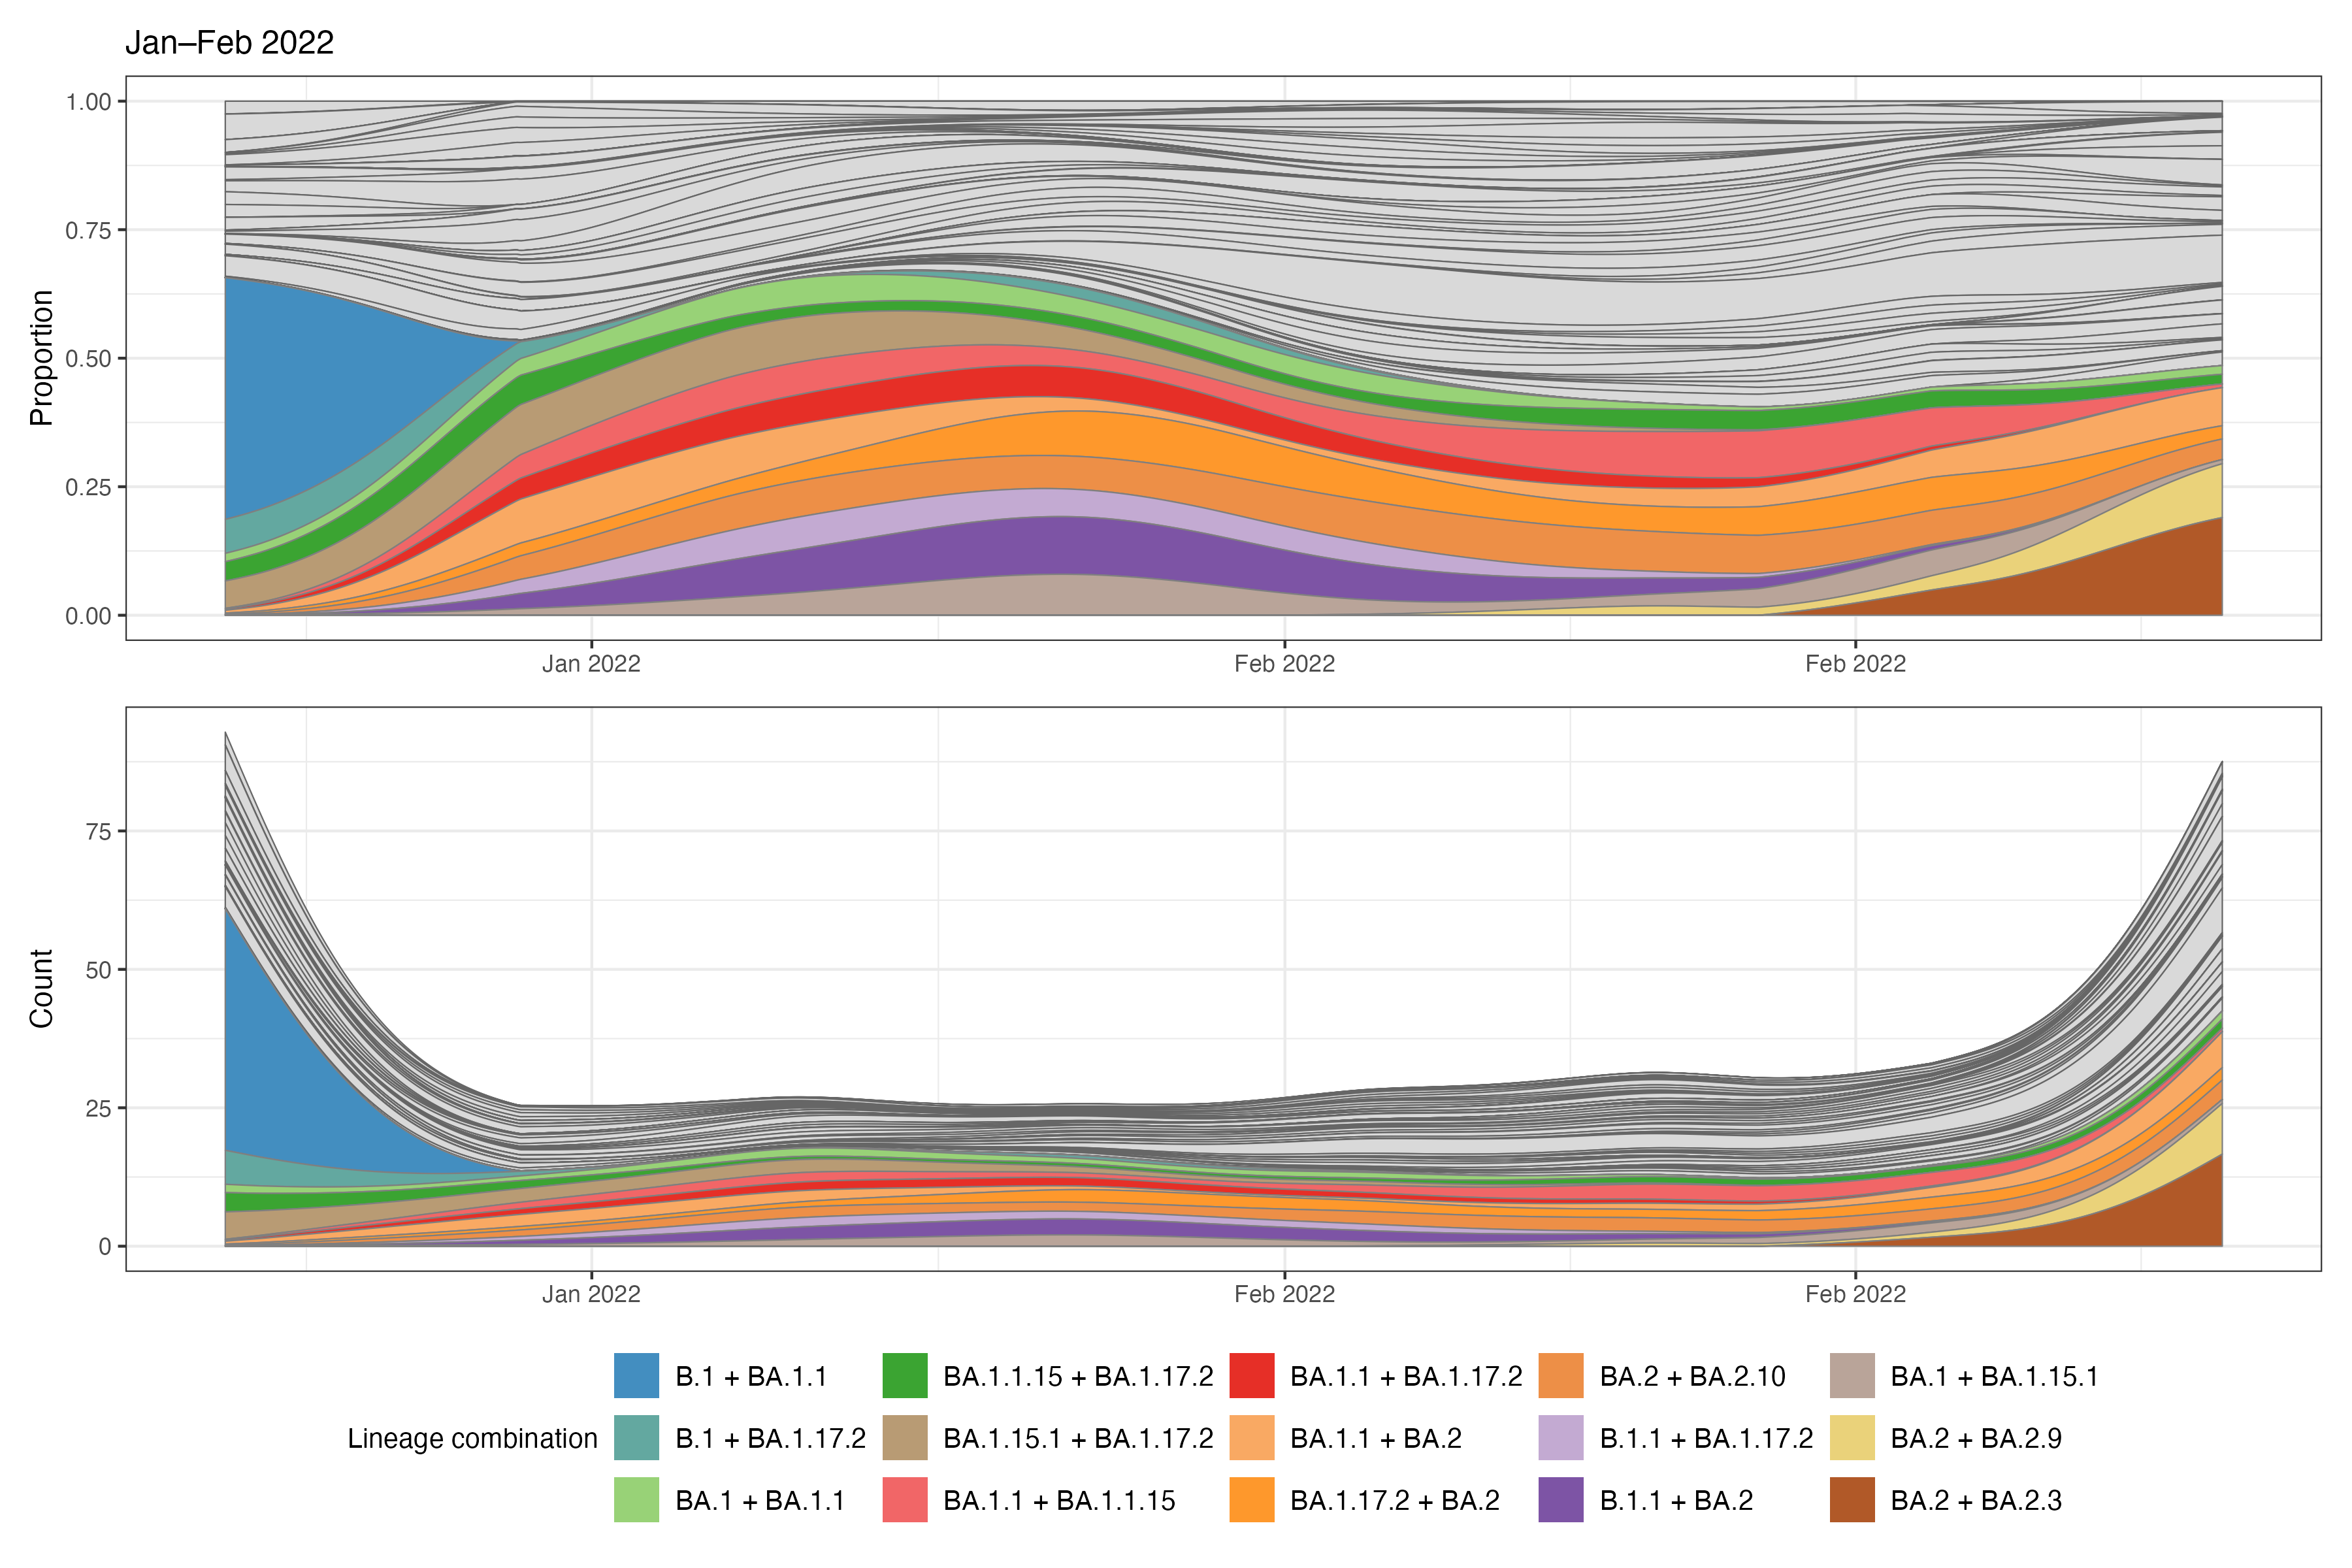 Jan–Feb 2022
1.00
0.75
0.50
0.25
0.00
Proportion
Jan 2022 Feb 2022 Feb 2022
75
50
25
0
Count
Jan 2022 Feb 2022 Feb 2022
B.1 + BA.1.1 BA.1.1.15 + BA.1.17.2 BA.1.1 + BA.1.17.2 BA.2 + BA.2.10 BA.1 + BA.1.15.1
Lineage combination B.1 + BA.1.17.2 BA.1.15.1 + BA.1.17.2 BA.1.1 + BA.2 B.1.1 + BA.1.17.2 BA.2 + BA.2.9
BA.1 + BA.1.1 BA.1.1 + BA.1.1.15 BA.1.17.2 + BA.2 B.1.1 + BA.2 BA.2 + BA.2.3